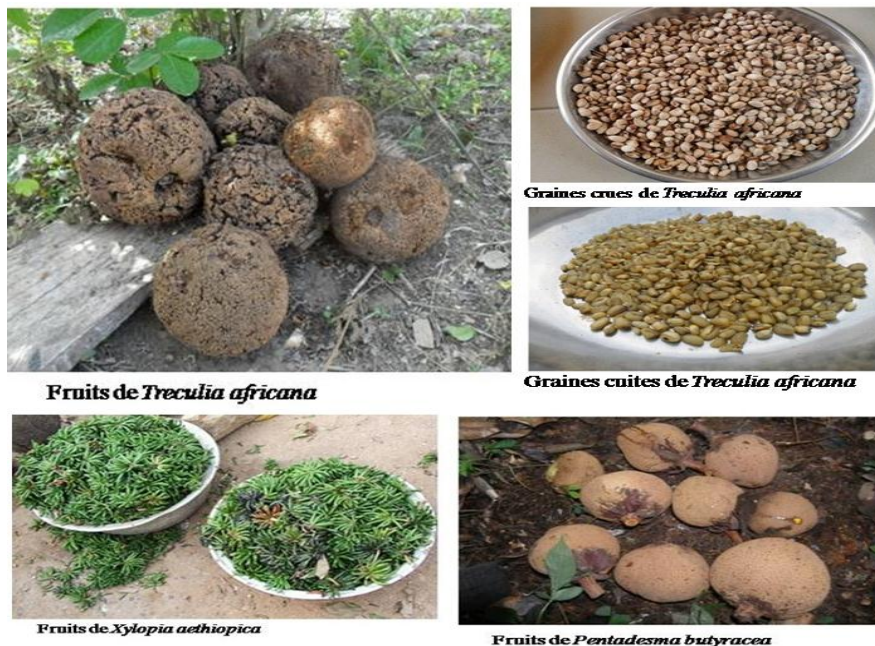 Graines crues de Treculia africana
Fruits de Treculia africana
Graines cuites de Treculia africana
Fruits de Xylopia aethiopica
Fruits de Pentadesma butyracea